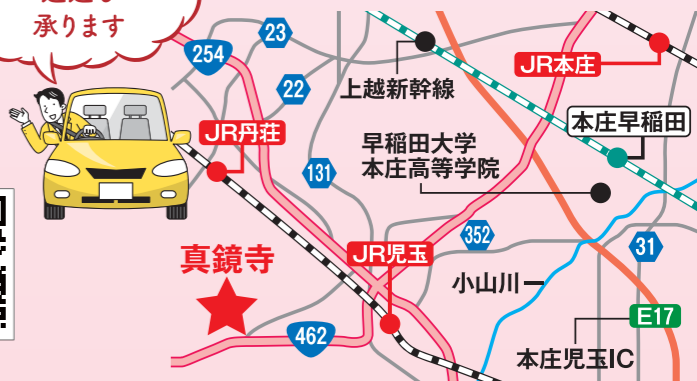 承ります
254
23
22
上越新幹線
JR本庄
本庄早稲田
JR丹荘
早稲田大学
本庄高等学院
131
真鏡寺
JR児玉
352
31
小山川
E17
462
本庄児玉IC